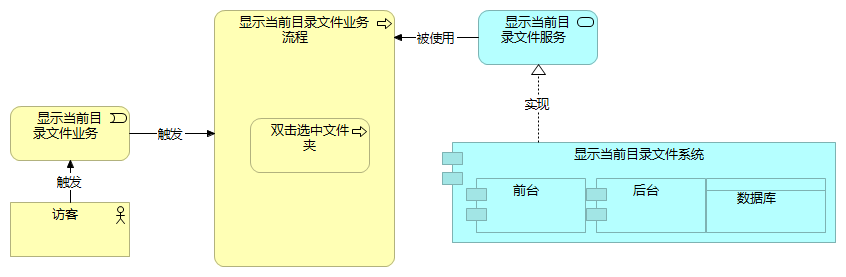 显示当前目录文件业务
流程
显示当前目
录文件服务
被使用
实现
显示当前目
录文件业务
触发
双击选中文件
夹
触发
访客
显示当前目录文件系统
前台
后台
数据库